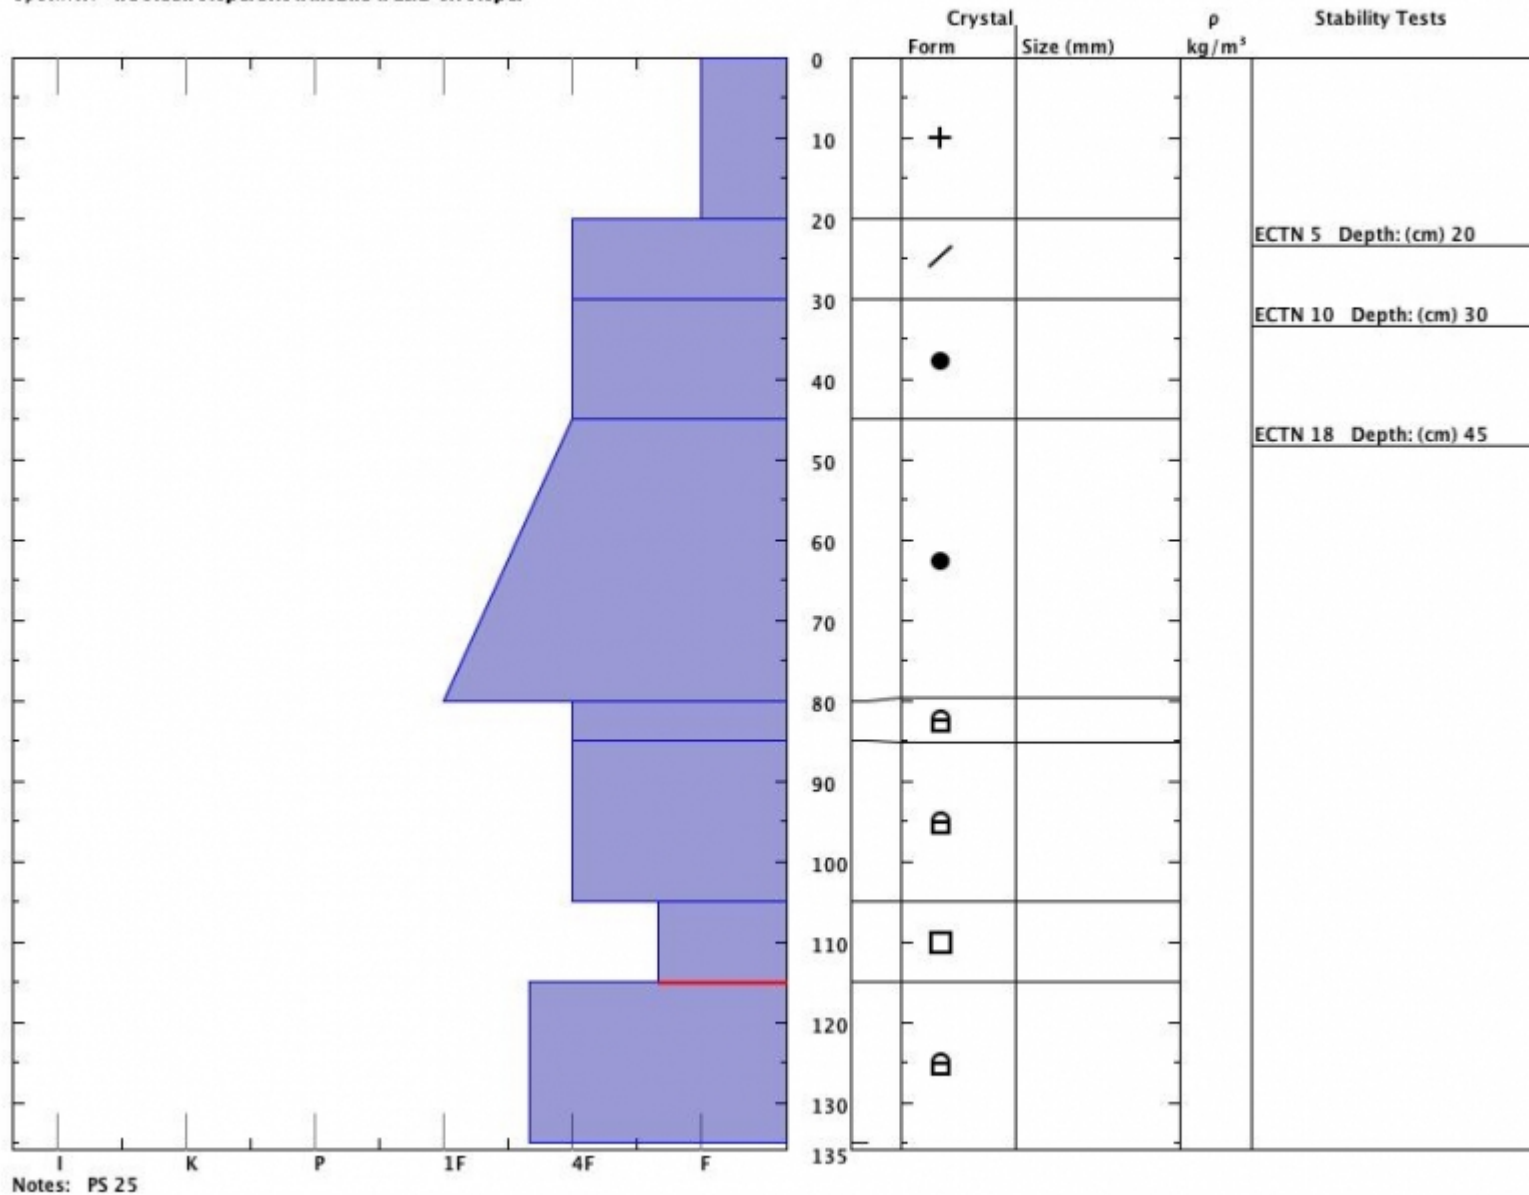 Crystal ρ Stability Tests
Form Size (mm) kg/m³
0
10
20
ECTN 5 Depth: (cm) 20
30
ECTN 10 Depth: (cm) 30
40
ECTN 18 Depth: (cm) 45
50
60
70
80
90
100
110
120
130
135
I K P 1F 4F F
Notes: PS 25